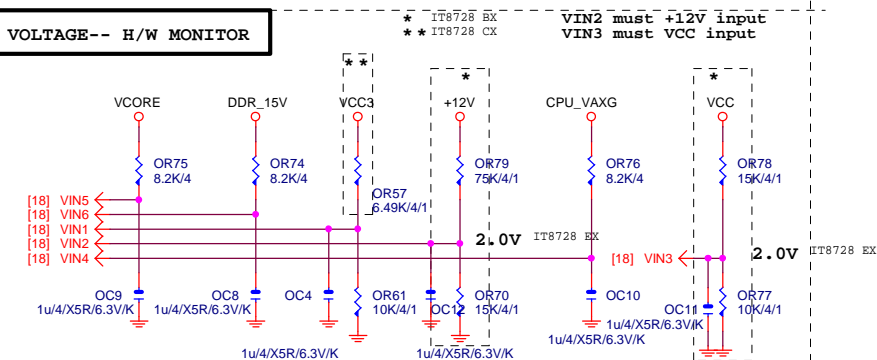 VOLTAGE-- H/W MONITOR
* IT8728 BX
** IT8728 CX
VIN2 must +12V input
VIN3 must VCC input
**
*
*
VCORE
DDR_15V
VCC3
+12V
CPU_VAXG
VCC
OR75
8.2K/4
OR74
8.2K/4
OR57
6.49K/4/1
OR79
75K/4/1
OR76
8.2K/4
OR78
15K/4/1
[18] VIN5
[18] VIN6
[18] VIN1
[18] VIN2
[18] VIN4
2.0V IT8728 EX
[18] VIN3
2.0V IT8728 EX
OC9
1u/4/X5R/6.3V/K
OC8
1u/4/X5R/6.3V/K
OC4
1u/4/X5R/6.3V/K
OR61
10K/4/1
OC12
1u/4/X5R/6.3V/K
OR70
15K/4/1
OC10
1u/4/X5R/6.3V/K
OC11
1u/4/X5R/6.3V/K
OR77
10K/4/1